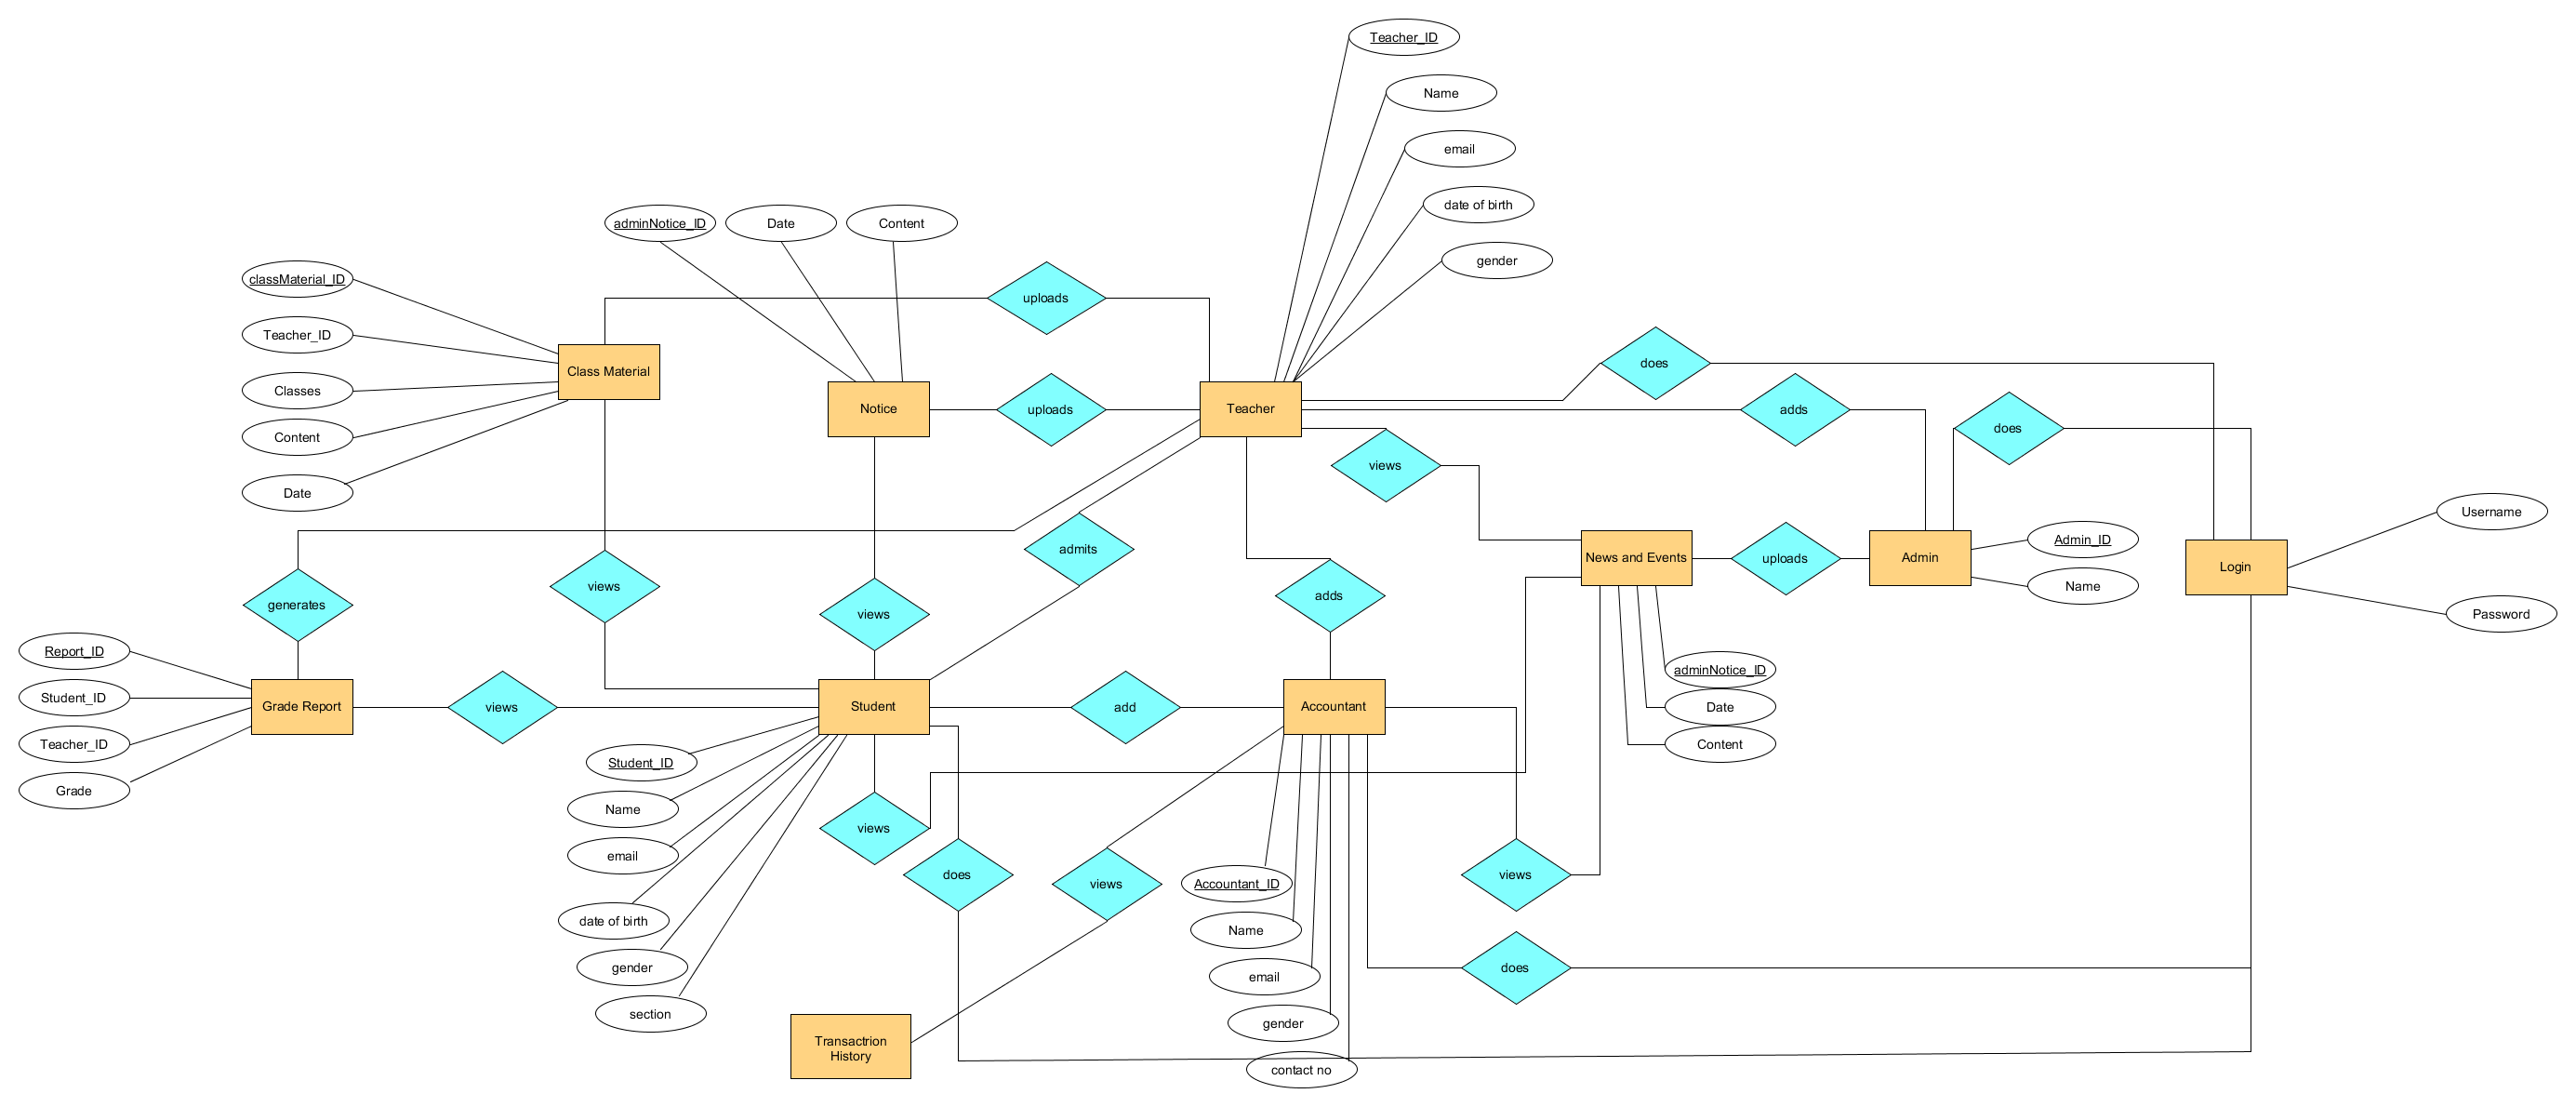 Teacher_ID
Name
email
date of birth
gender
adminNotice_ID
Date
Content
classMaterial_ID
Teacher_ID
Classes
Content
Date
uploads
Class Material
Notice
uploads
Teacher
does
adds
does
views
Username
Admin_ID
Name
Password
News and Events
uploads
Admin
Login
admits
generates
views
views
adds
Report_ID
Student_ID
Teacher_ID
Grade
Grade Report
views
Student
add
Accountant
adminNotice_ID
Date
Content
Student_ID
Name
email
date of birth
gender
section
views
does
views
Accountant_ID
Name
email
gender
contact no
views
does
Transactrion
History